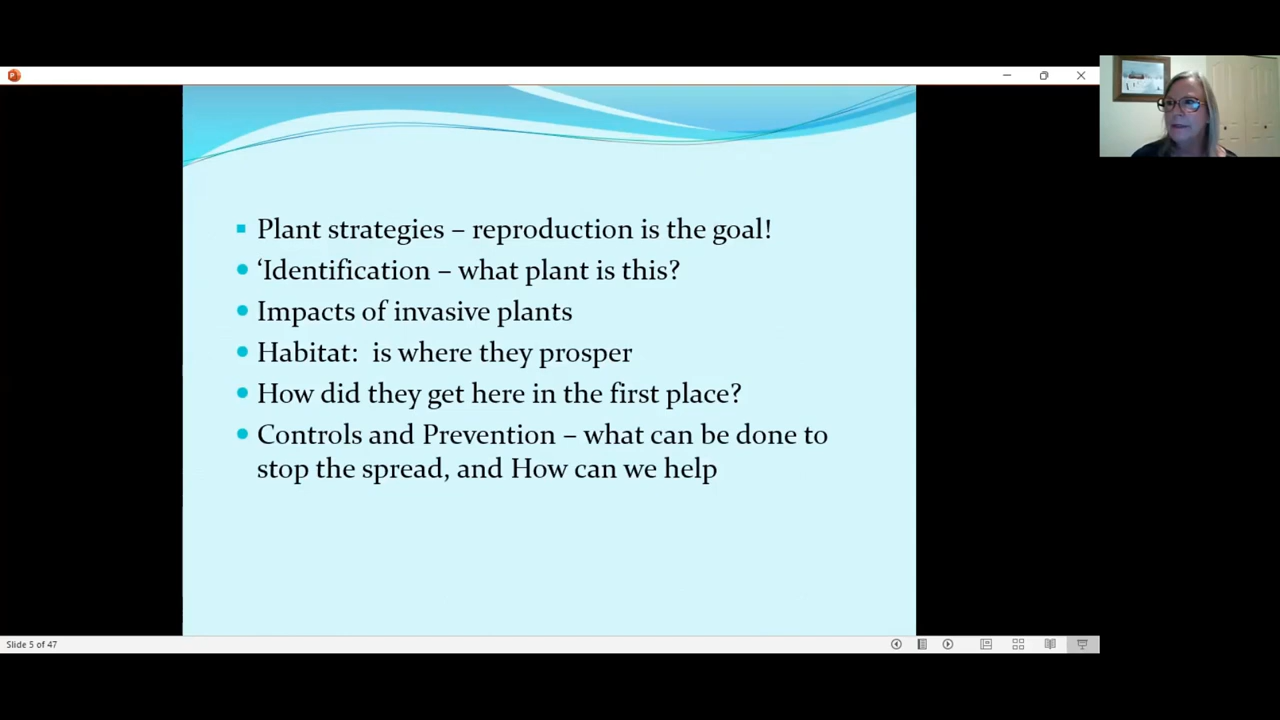 Plant strategies – reproduction is the goal!
‘Identification – what plant is this?
Impacts of invasive plants
Habitat:  is where they prosper
How did they get here in the first place?
Controls and Prevention – what can be done to
stop the spread, and How can we help
Slide 5 of 47